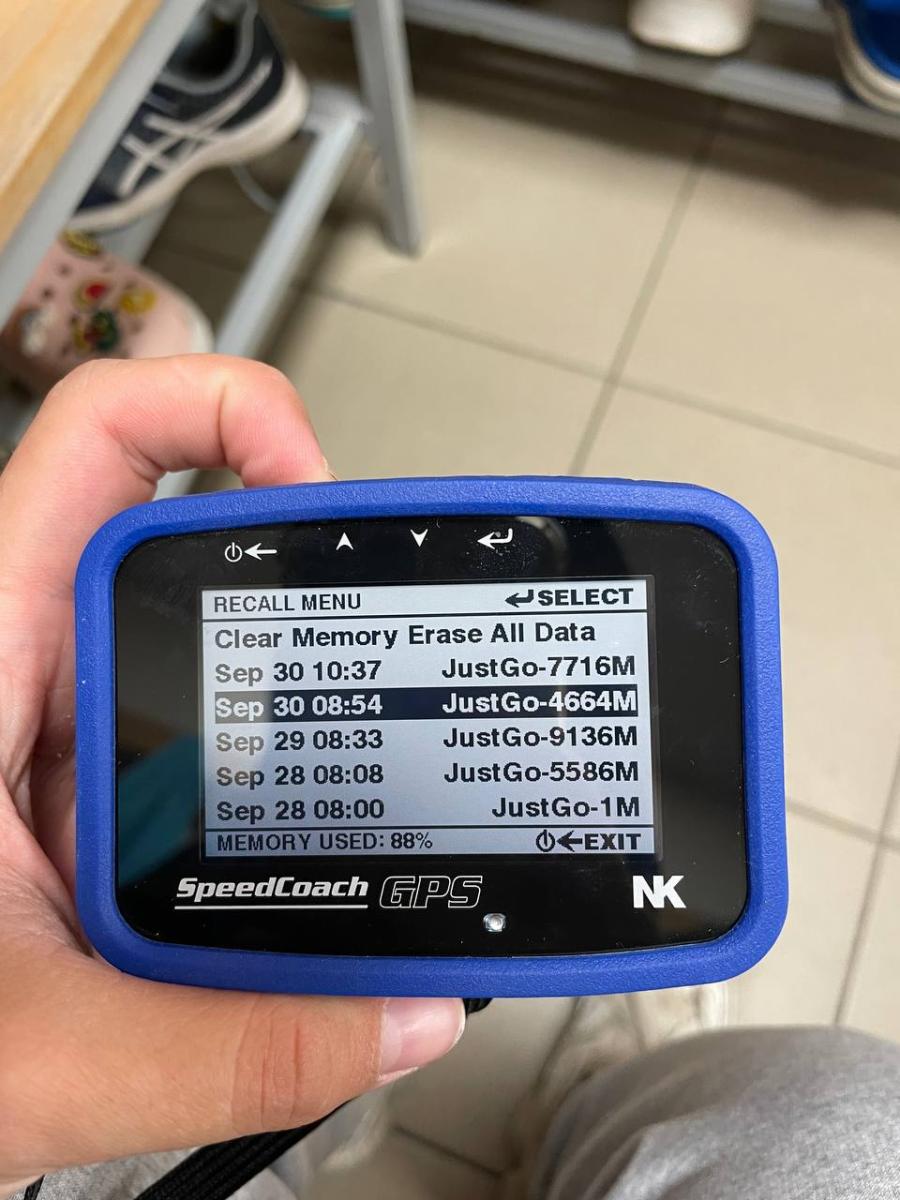 RECALL MENU SELECT
Clear Memory Erase All Data
Sep 30 10:37 JustGo-7716M
Sep 30 08:54 JustGo-4664M
Sep 29 08:33 JustGo-9136M
Sep 28 08:08 JustGo-5586M
Sep 28 08:00 JustGo-1M
MEMORY USED: 88% EXIT
SpeedCoach GPS NK